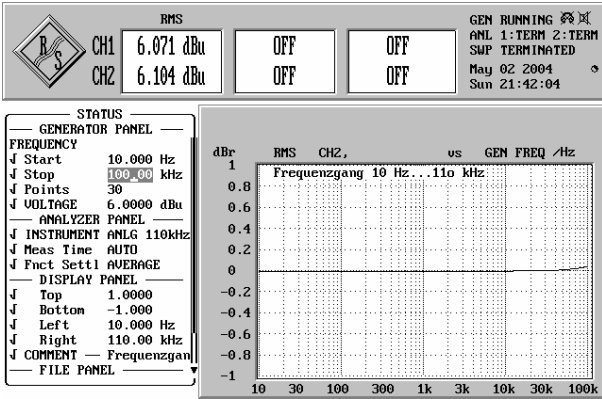 RMS
R S
CH1 6.071 dBu OFF OFF
CH2 6.104 dBu OFF OFF
GEN RUNNING
ANL 1:TERM 2:TERM
SWP TERMINATED
May 02 2004
Sun 21:42:04
STATUS
GENERATOR PANEL
FREQUENCY
Start 10.000 Hz
Stop 100.00 kHz
Points 30
VOLTAGE 6.0000 dBu
ANALYZER PANEL
INSTRUMENT ANLG 110kHz
Meas Time AUTO
Fnct Settl AVERAGE
DISPLAY PANEL
Top 1.0000
Bottom -1.000
Left 10.000 Hz
Right 110.00 kHz
COMMENT — Frequenzgan
FILE PANEL
dBr RMS CH2, vs GEN FREQ /Hz
Frequenzgang 10 Hz...11o kHz
1
0.8
0.6
0.4
0.2
0
-0.2
-0.4
-0.6
-0.8
-1
10 30 100 300 1k 3k 10k 30k 100k